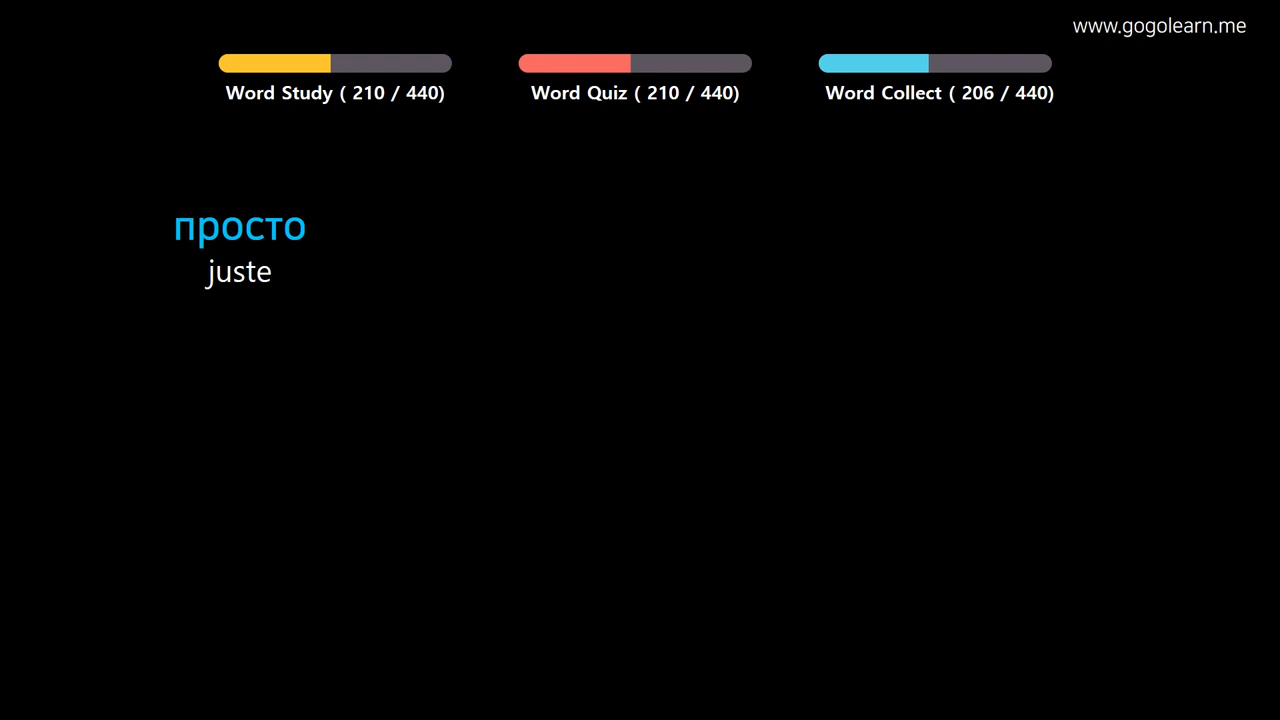 www.gogolearn.me
Word Study ( 210 / 440)
Word Quiz ( 210 / 440)
Word Collect ( 206 / 440)
просто
juste